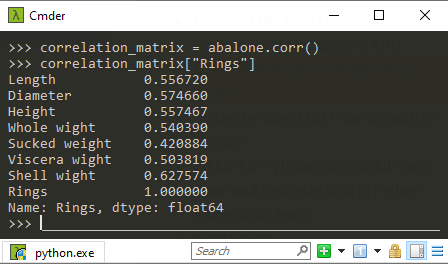 Cmder
>>> correlation_matrix = abalone.corr()
>>> correlation_matrix["Rings"]
Length 0.556720
Diameter 0.574660
Height 0.557467
Whole wight 0.540390
Sucked weight 0.420884
Viscera wight 0.503819
Shell wight 0.627574
Rings 1.000000
Name: Rings, dtype: float64
>>>
python.exe Search